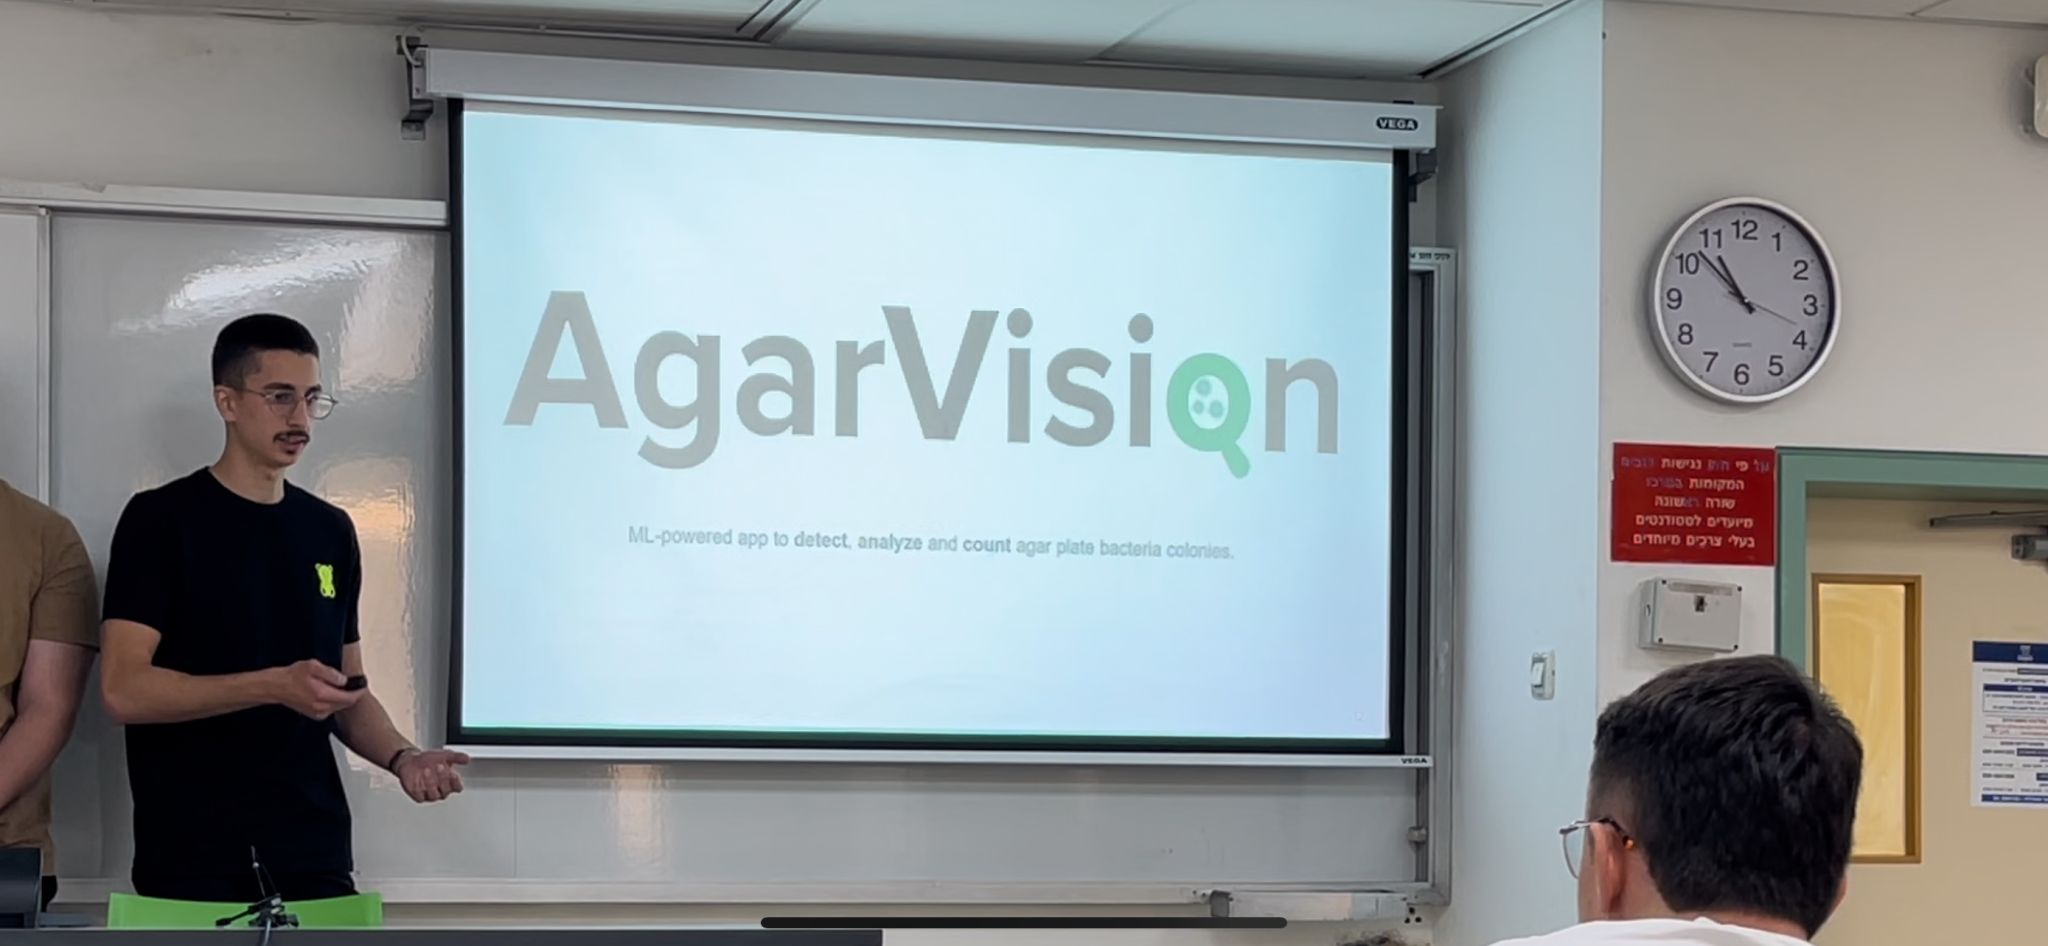 VEGA
AgarVision
ML-powered app to detect, analyze and count agar plate bacteria colonies.
VEGA
12
1
2
3
4
5
6
7
8
9
10
11
על פי חוק נגישות
המקומות
שורה ראשונה
מיועדים לסטודנטים
בעלי צרכים מיוחדים